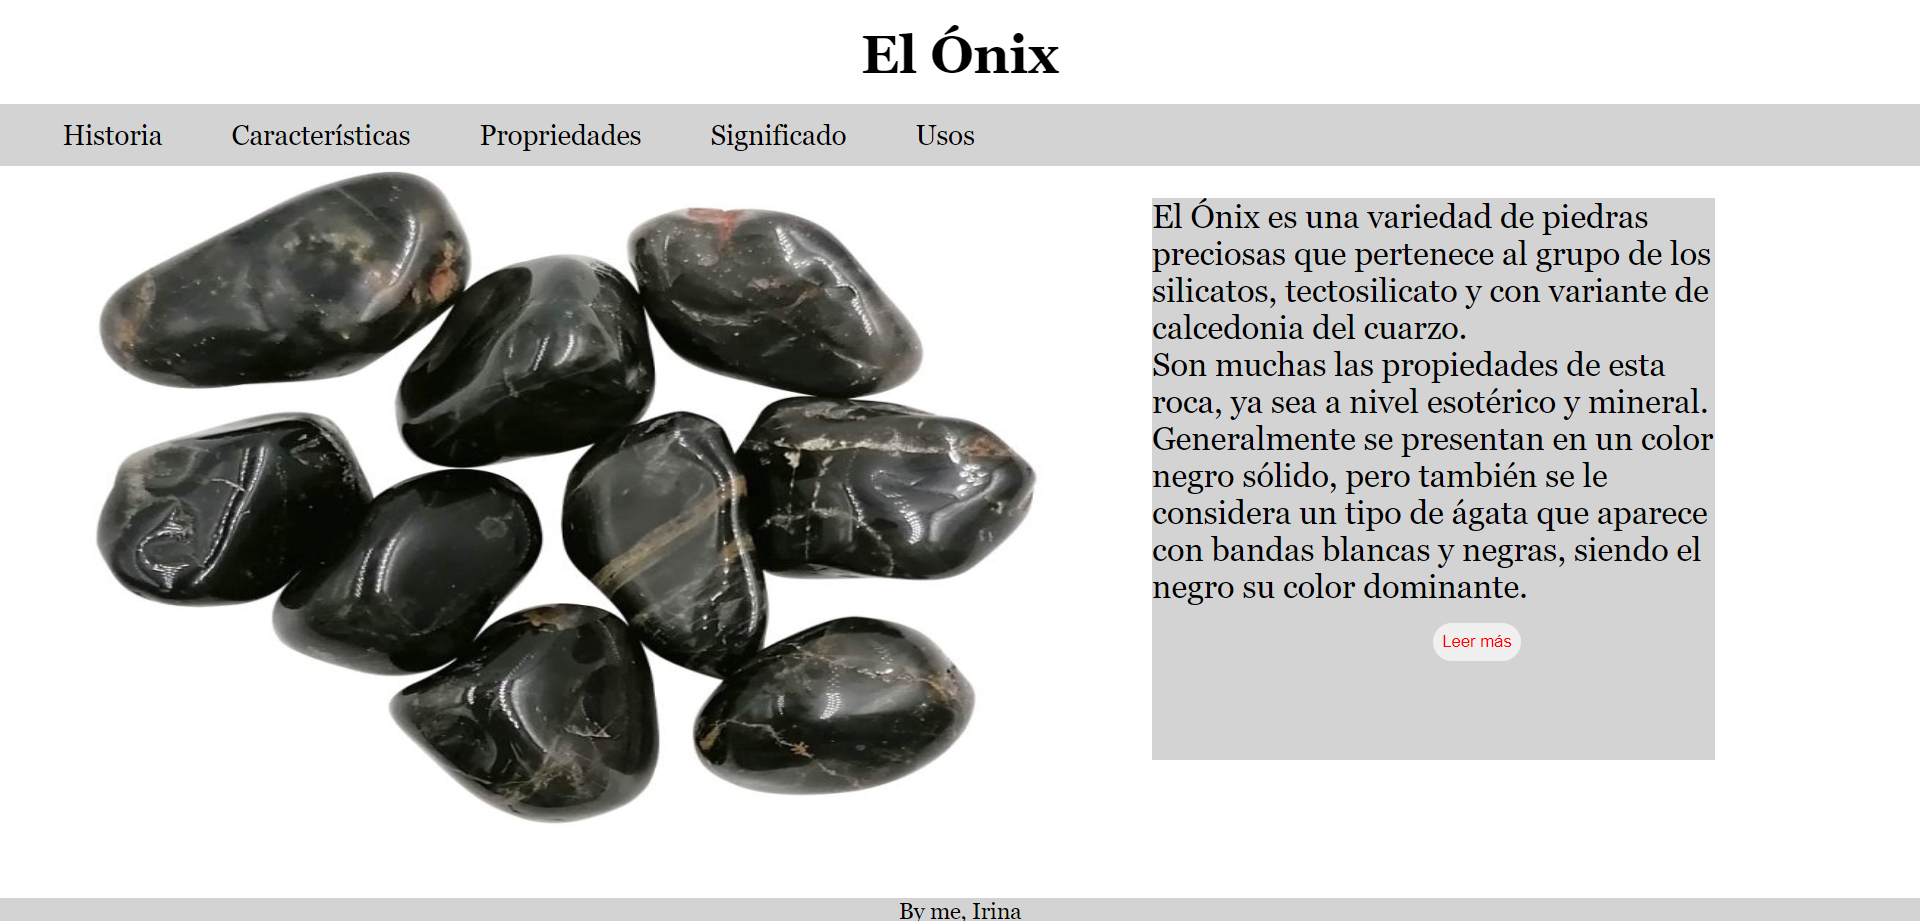 El Ónix
Historia Características Propriedades Significado Usos
El Ónix es una variedad de piedras
preciosas que pertenece al grupo de los
silicatos, tectosilicato y con variante de
calcedonia del cuarzo.
Son muchas las propiedades de esta
roca, ya sea a nivel esotérico y mineral.
Generalmente se presentan en un color
negro sólido, pero también se le
considera un tipo de ágata que aparece
con bandas blancas y negras, siendo el
negro su color dominante.
Leer más
By me, Irina